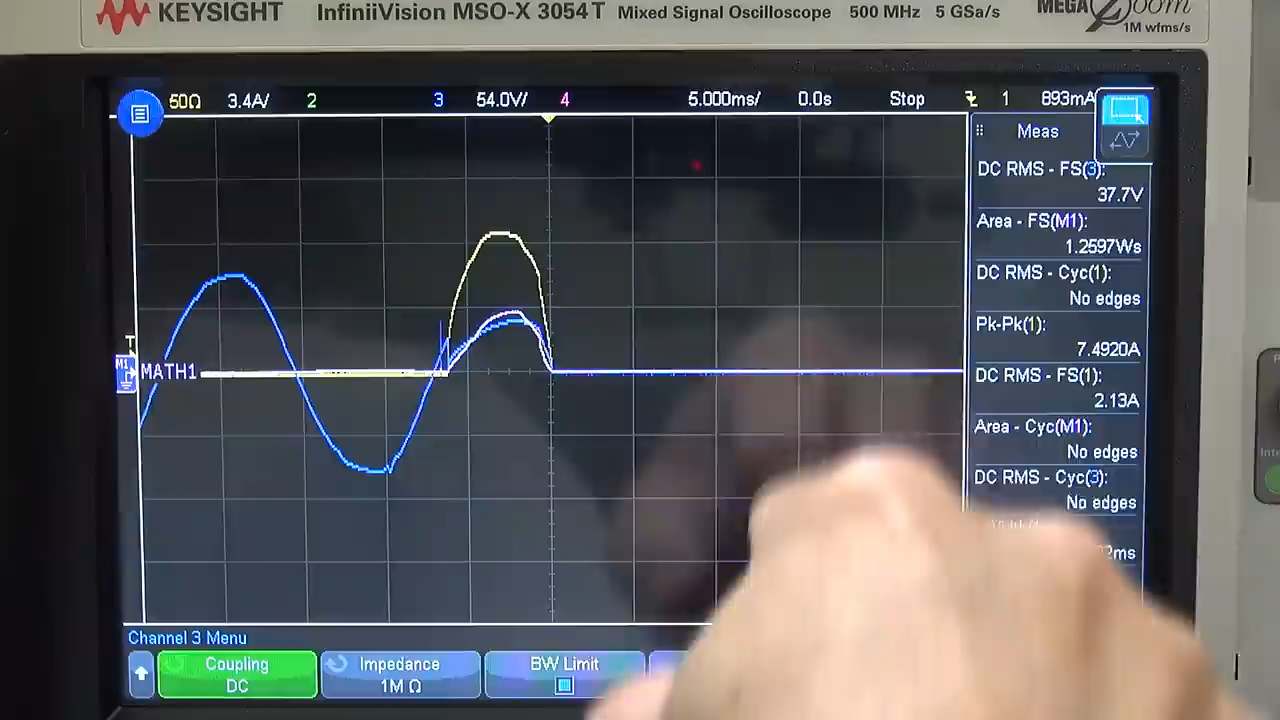 KEYSIGHT InfiniiVision MSO-X 3054T Mixed Signal Oscilloscope 500 MHz 5 GSa/s MEGA Zoom
1M wfms/s
50Ω 3.4A/ 2 3 54.0V/ 4 5.000ms/ 0.0s Stop 1 893mA
Meas
DC RMS - FS(3):
37.7V
Area - FS(M1):
1.2597Ws
DC RMS - Cyc(1):
No edges
Pk-Pk(1):
7.4920A
DC RMS - FS(1):
2.13A
Area - Cyc(M1):
No edges
DC RMS - Cyc(3):
No edges
T
M1
MATH1
Channel 3 Menu
Coupling
DC
Impedance
1M Ω
BW Limit